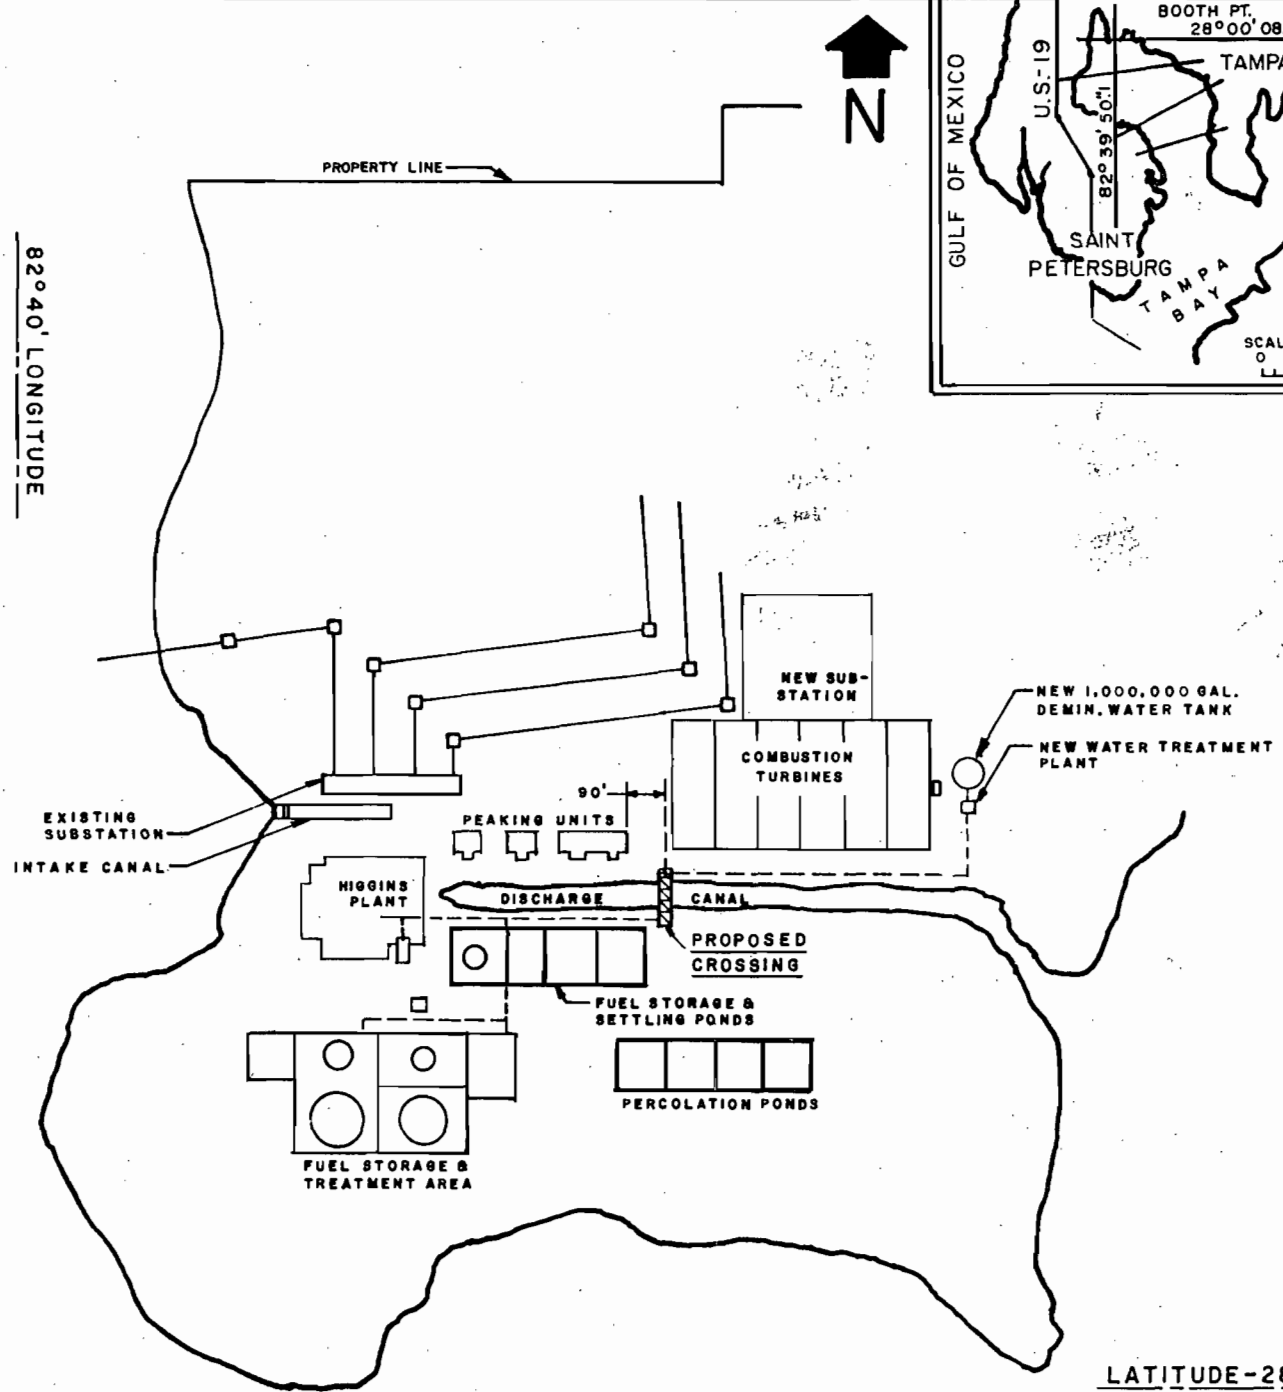 N
PROPERTY LINE
82°40' LONGITUDE
BOOTH PT.
28°00'08
TAMPA
U.S.-19
GULF OF MEXICO
82°39'50"1
SAINT
PETERSBURG
TAMPA
BAY
0
NEW SUB-
STATION
NEW 1,000,000 GAL.
DEMIN. WATER TANK
NEW WATER TREATMENT
PLANT
COMBUSTION
TURBINES
90'
EXISTING
SUBSTATION
INTAKE CANAL
PEAKING UNITS
HIGGINS
PLANT
DISCHARGE CANAL
PROPOSED
CROSSING
FUEL STORAGE &
SETTLING PONDS
PERCOLATION PONDS
FUEL STORAGE &
TREATMENT AREA
LATITUDE-28